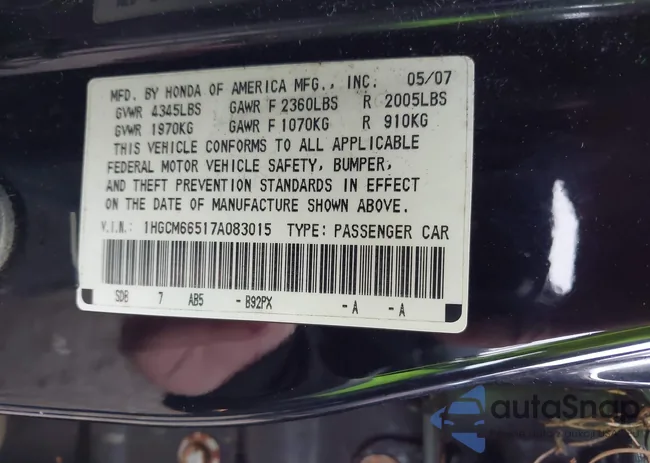 MFD. BY HONDA OF AMERICA MFG., INC. 05/07
GVWR 4345LBS GAWR F 2360LBS R 2005LBS
GVWR 1970KG GAWR F 1070KG R 910KG
THIS VEHICLE CONFORMS TO ALL APPLICABLE
FEDERAL MOTOR VEHICLE SAFETY, BUMPER,
AND THEFT PREVENTION STANDARDS IN EFFECT
ON THE DATE OF MANUFACTURE SHOWN ABOVE.
V.I.N.: 1HGCM66517A083015 TYPE: PASSENGER CAR
SDB 7 AB5 - B92PX -A -A
autaSnap